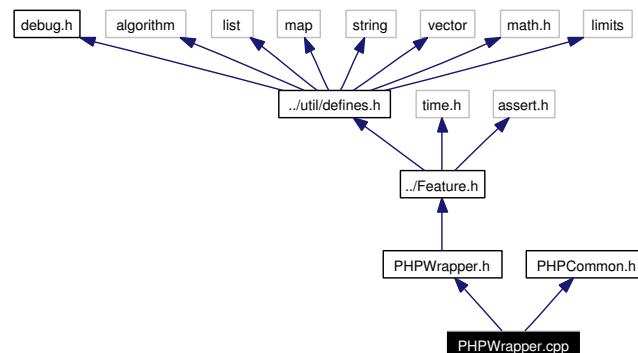 debug.h algorithm list map string vector math.h limits
../util/defines.h time.h assert.h
../Feature.h
PHPWrapper.h PHPCommon.h
PHPWrapper.cpp